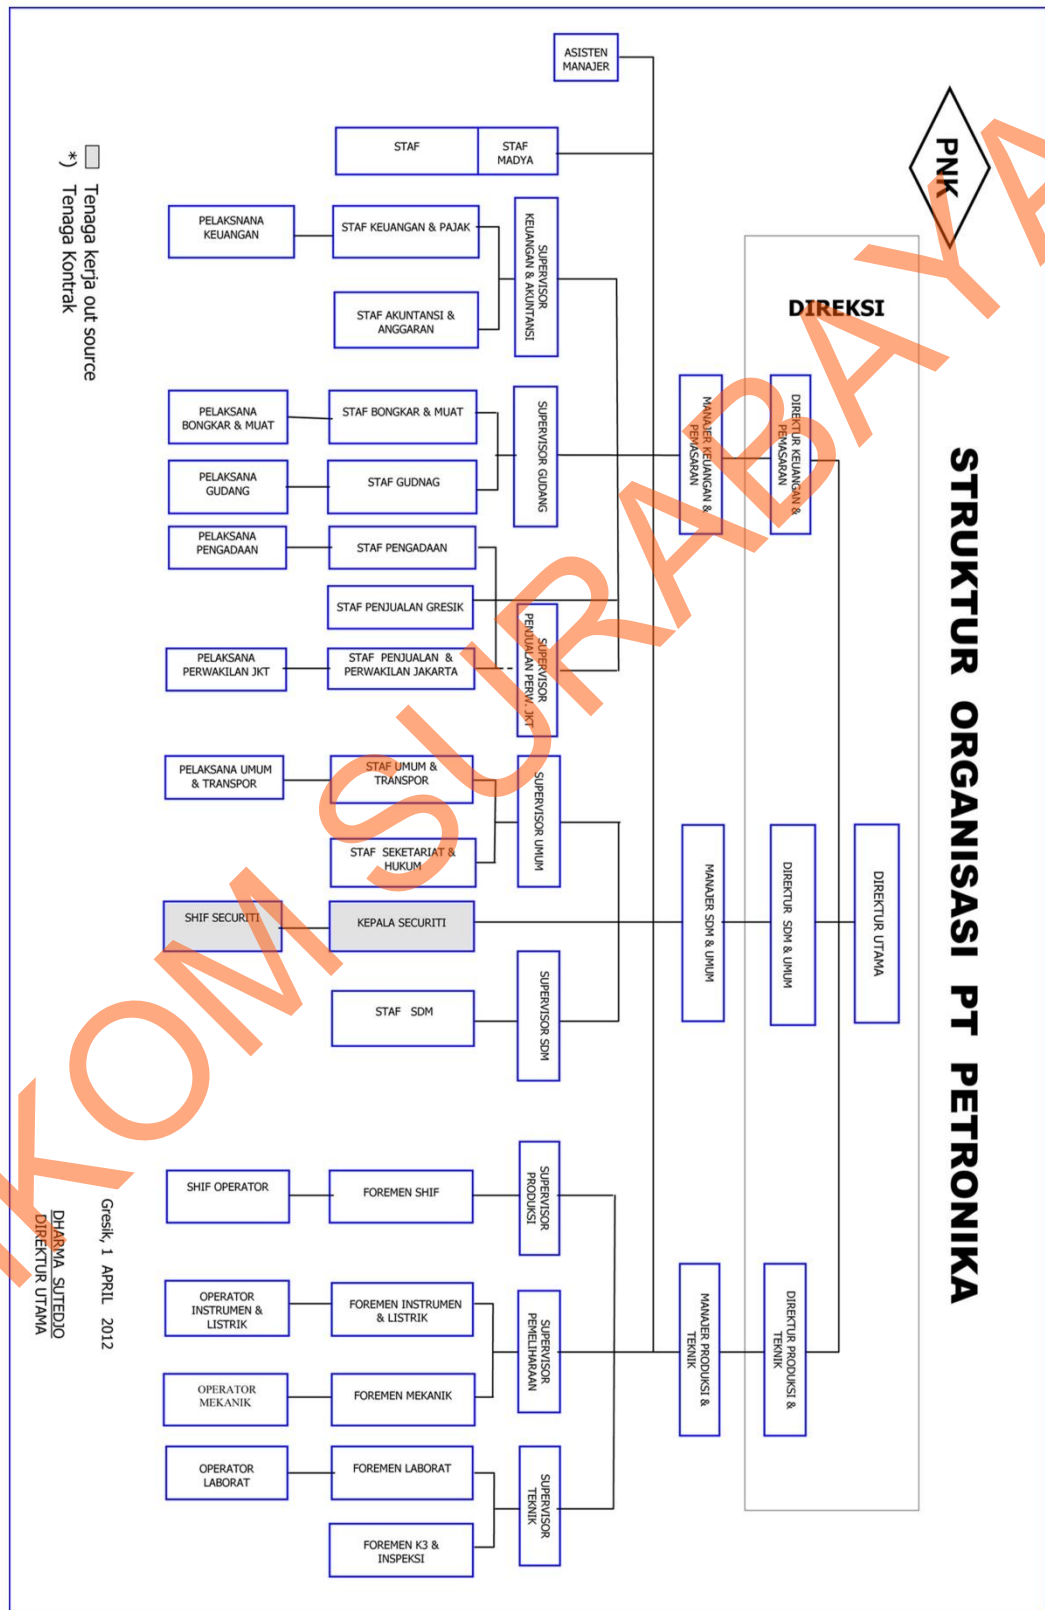 STRUKTUR ORGANISASI PT PETRONIKA
PNK
DIREKSI
DIREKTUR UTAMA
DIREKTUR KEUANGAN &
PEMASARAN
DIREKTUR SDM & UMUM
DIREKTUR PRODUKSI &
TEKNIK
MANAJER KEUANGAN &
PEMASARAN
MANAJER SDM & UMUM
MANAJER PRODUKSI &
TEKNIK
ASISTEN
MANAJER
STAF
MADYA
STAF
SUPERVISOR
KEUANGAN & AKUNTANSI
SUPERVISOR GUDANG
SUPERVISOR
PENJUALAN PERW. JKT
SUPERVISOR UMUM
SUPERVISOR SDM
SUPERVISOR
PRODUKSI
SUPERVISOR
PEMELIHARAAN
SUPERVISOR
TEKNIK
STAF KEUANGAN & PAJAK
STAF AKUNTANSI &
ANGGARAN
STAF BONGKAR & MUAT
STAF GUDNAG
STAF PENGADAAN
STAF PENJUALAN GRESIK
STAF PENJUALAN &
PERWAKILAN JAKARTA
STAF UMUM &
TRANSPOR
STAF SEKETARIAT &
HUKUM
KEPALA SECURITI
STAF SDM
FOREMEN SHIF
FOREMEN INSTRUMEN
& LISTRIK
FOREMEN MEKANIK
FOREMEN LABORAT
FOREMEN K3 &
INSPEKSI
PELAKSNANA
KEUANGAN
PELAKSANA
BONGKAR & MUAT
PELAKSANA
GUDANG
PELAKSANA
PENGADAAN
PELAKSANA
PERWAKILAN JKT
PELAKSANA UMUM
& TRANSPOR
SHIF SECURITI
SHIF OPERATOR
OPERATOR
INSTRUMEN &
LISTRIK
OPERATOR
MEKANIK
OPERATOR
LABORAT
Tenaga kerja out source
*) Tenaga Kontrak
Gresik, 1 APRIL 2012
DHARMA SUTEDJO
DIREKTUR UTAMA
IKOM SURABAYA